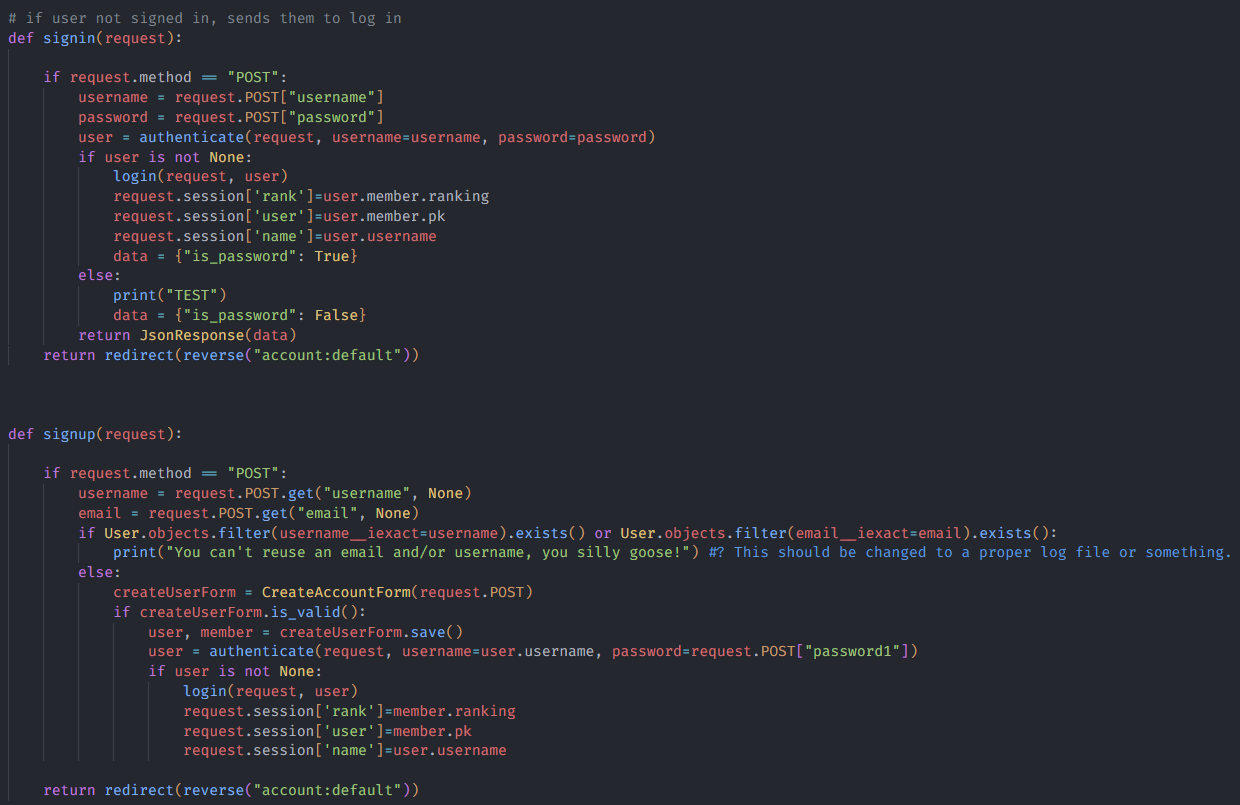 # if user not signed in, sends them to log in
def signin(request):
    if request.method == "POST":
        username = request.POST["username"]
        password = request.POST["password"]
        user = authenticate(request, username=username, password=password)
        if user is not None:
            login(request, user)
            request.session['rank']=user.member.ranking
            request.session['user']=user.member.pk
            request.session['name']=user.username
            data = {"is_password": True}
        else:
            print("TEST")
            data = {"is_password": False}
        return JsonResponse(data)
    return redirect(reverse("account:default"))
def signup(request):
    if request.method == "POST":
        username = request.POST.get("username", None)
        email = request.POST.get("email", None)
        if User.objects.filter(username__iexact=username).exists() or User.objects.filter(email__iexact=email).exists():
            print("You can't reuse an email and/or username, you silly goose!") #? This should be changed to a proper log file or something.
        else:
            createUserForm = CreateAccountForm(request.POST)
            if createUserForm.is_valid():
                user, member = createUserForm.save()
                user = authenticate(request, username=user.username, password=request.POST["password1"])
                if user is not None:
                    login(request, user)
                    request.session['rank']=member.ranking
                    request.session['user']=member.pk
                    request.session['name']=user.username
    return redirect(reverse("account:default"))